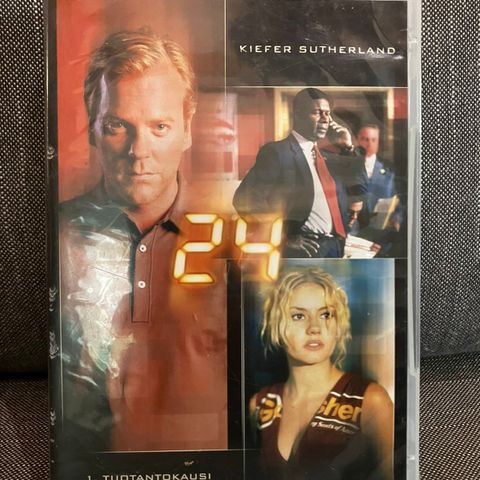 KIEFER SUTHERLAND
24
1. TUOTANTOKAUSI